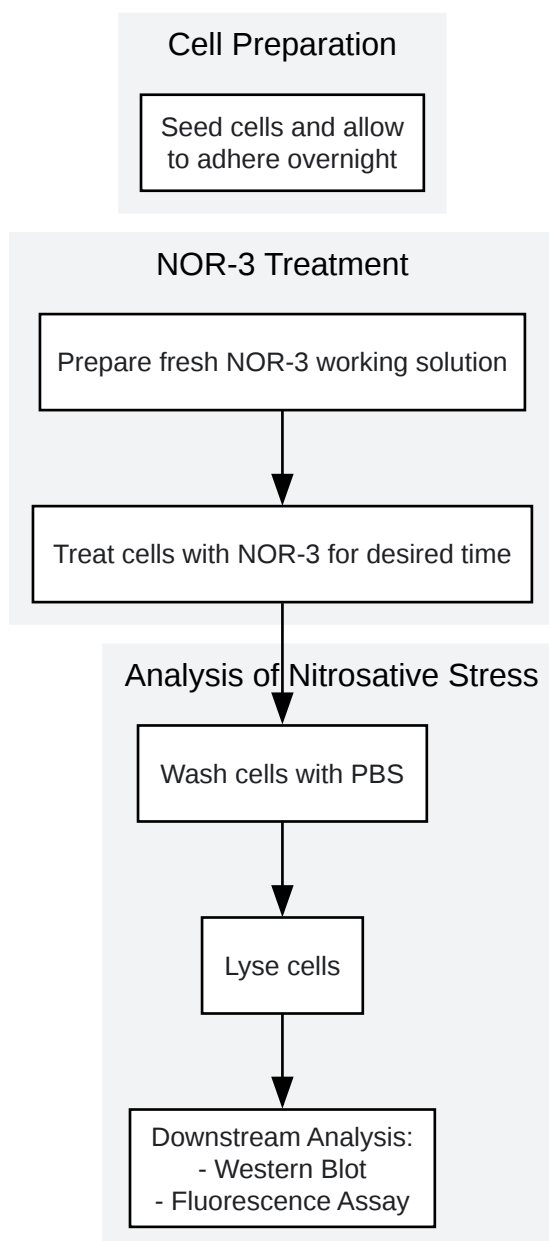 Cell Preparation
Seed cells and allow
to adhere overnight
NOR-3 Treatment
Prepare fresh NOR-3 working solution
Treat cells with NOR-3 for desired time
Analysis of Nitrosative Stress
Wash cells with PBS
Lyse cells
Downstream Analysis:
- Western Blot
- Fluorescence Assay